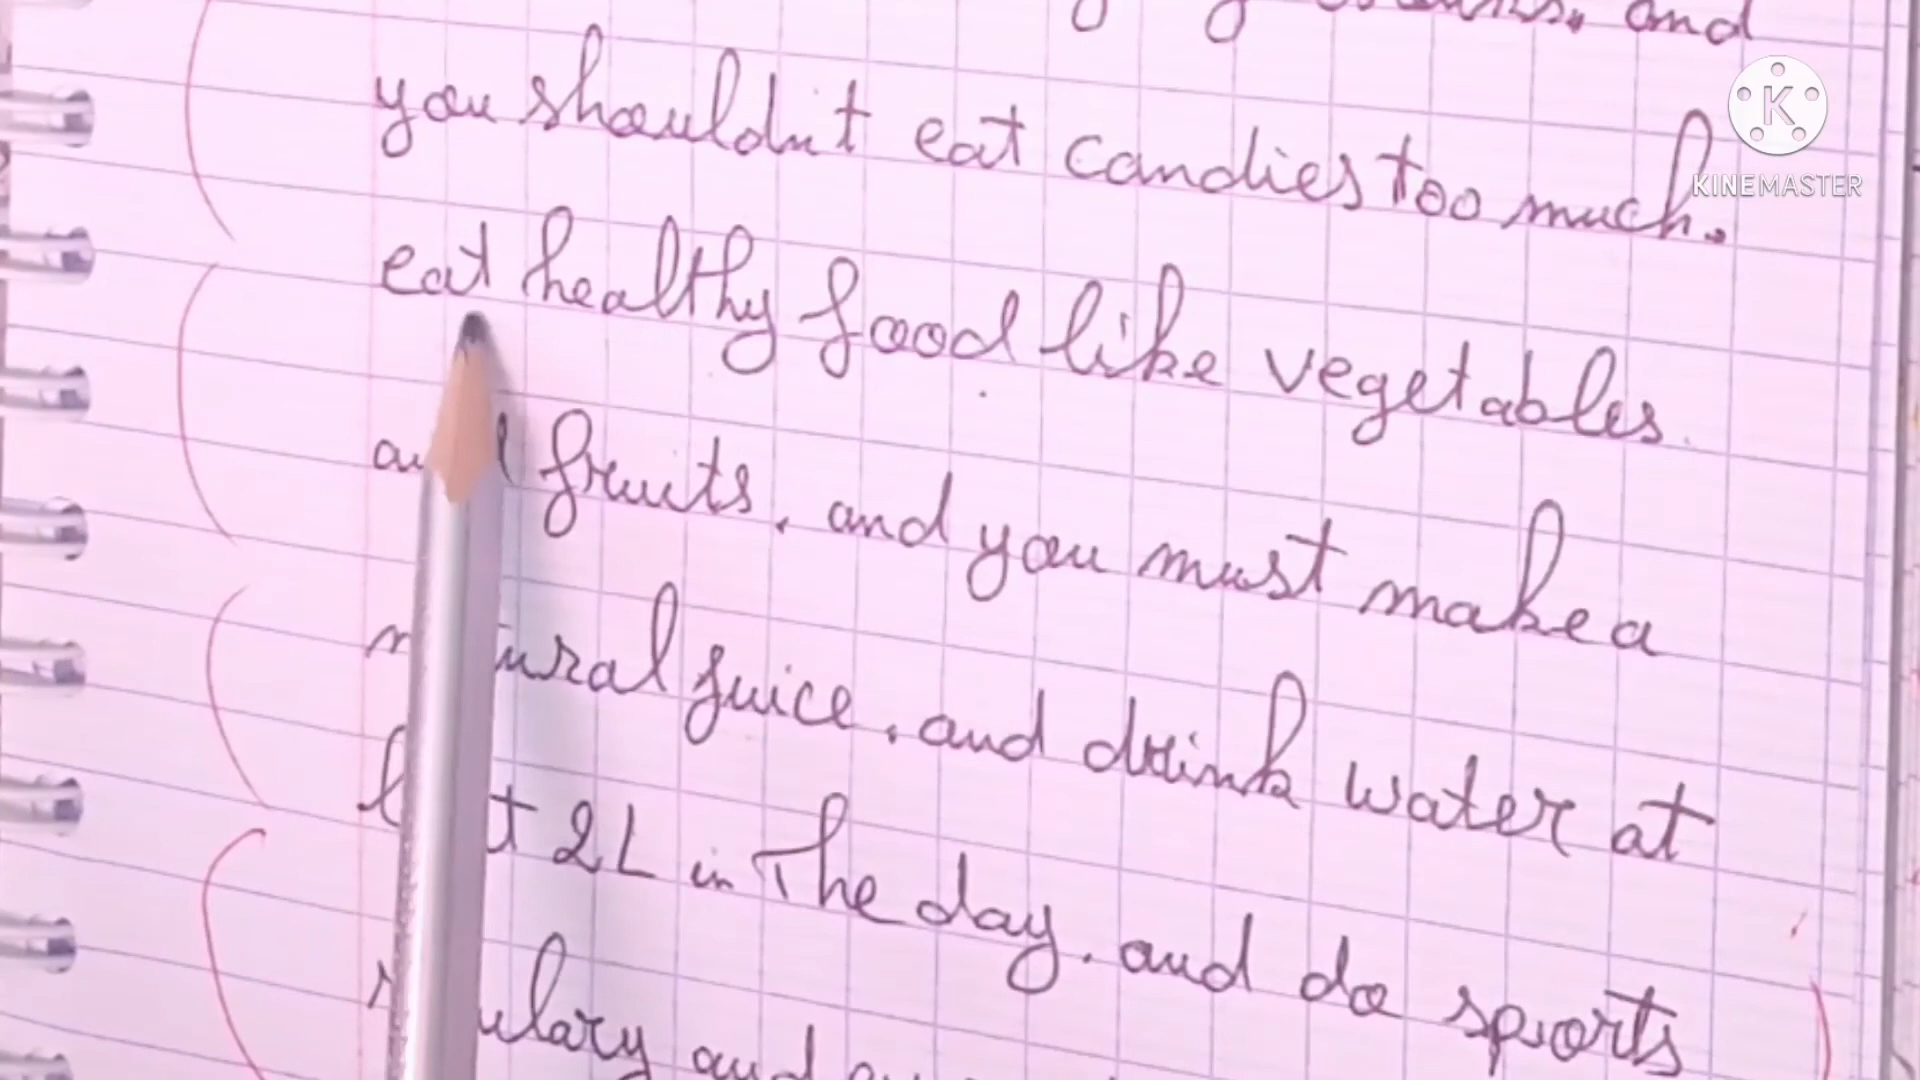 and
you shouldn't eat candies too much.
eat healthy food like vegetables
fruits, and you must make a
juice, and drink water at
2L in The day. and do sports
and
KINEMASTER